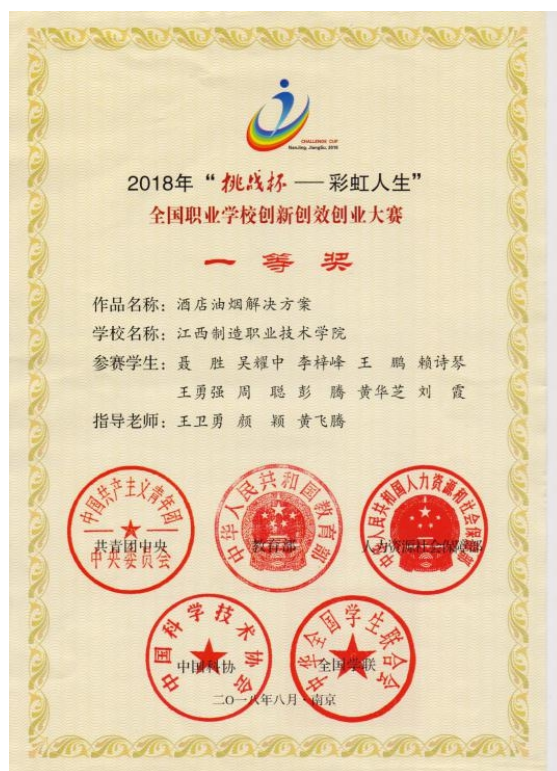 CHALLENGE CUP
NanJing, JiangSu, 2018
2018年“挑战杯——彩虹人生”
全国职业学校创新创效创业大赛
一等奖
作品名称：酒店油烟解决方案
学校名称：江西制造职业技术学院
参赛学生：聂 胜 吴耀中 李梓峰 王 鹏 赖诗琴
王勇强 周 聪 彭 腾 黄华芝 刘 霞
指导老师：王卫勇 颜 颖 黄飞腾
中国共产主义青年团
中央委员会
共青团中央
中华人民共和国教育部
教育部
中华人民共和国人力资源和社会保障部
人力资源社会保障部
中国科学技术协会
中国科协
中华全国学生联合会
全国学联
二〇一八年八月·南京